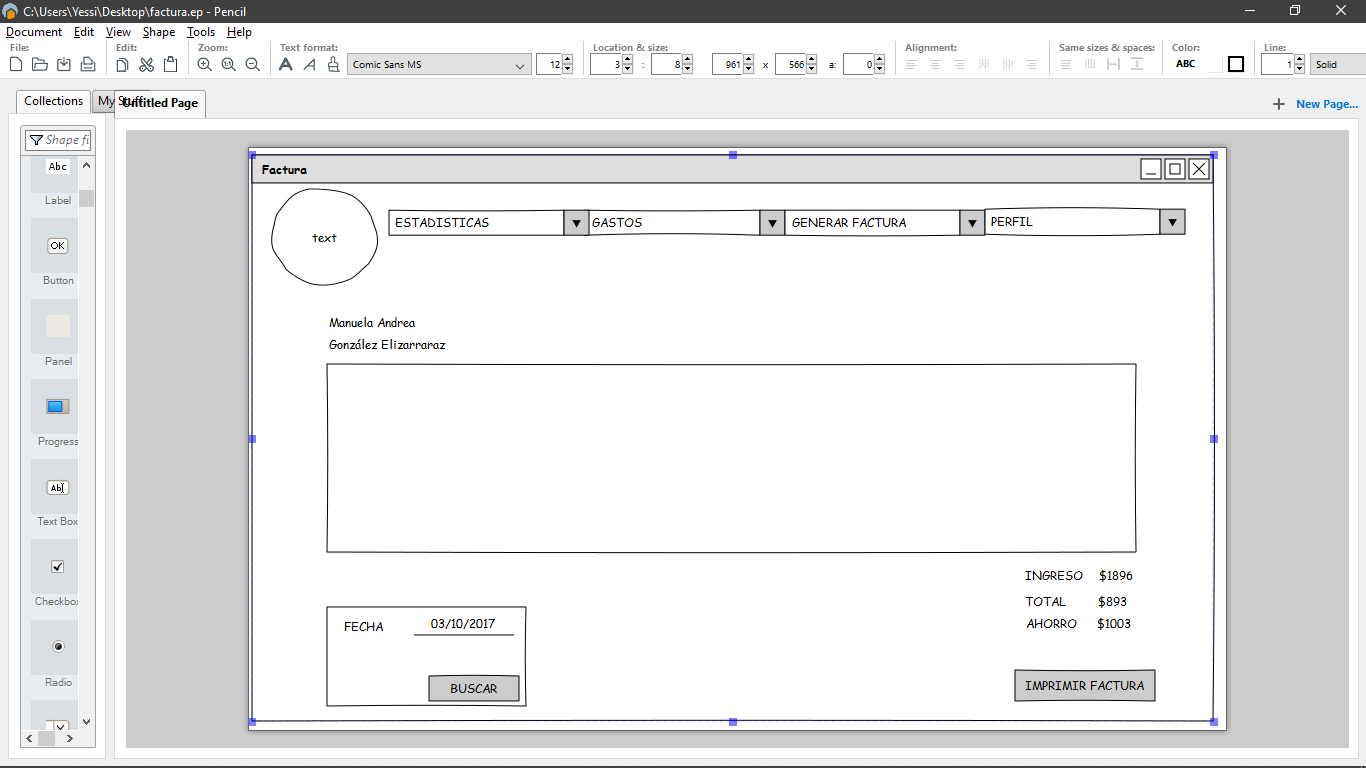 C:\Users\Yessi\Desktop\factura.ep - Pencil
Document Edit View Shape Tools Help
File: Edit: Zoom: Text format: Location & size: Alignment: Same sizes & spaces: Color: Line:
1:1 A A Comic Sans MS 12 3 : 8 961 x 566 a: 0 ABC 1 Solid
Collections My Stuff Untitled Page New Page...
Shape fi
Abc
Label
OK
Button
Panel
Progress
Ab
Text Box
Checkbo
Radio
Factura
text
ESTADISTICAS GASTOS GENERAR FACTURA PERFIL
Manuela Andrea
González Elizarraraz
INGRESO $1896
TOTAL $893
AHORRO $1003
FECHA 03/10/2017
BUSCAR
IMPRIMIR FACTURA